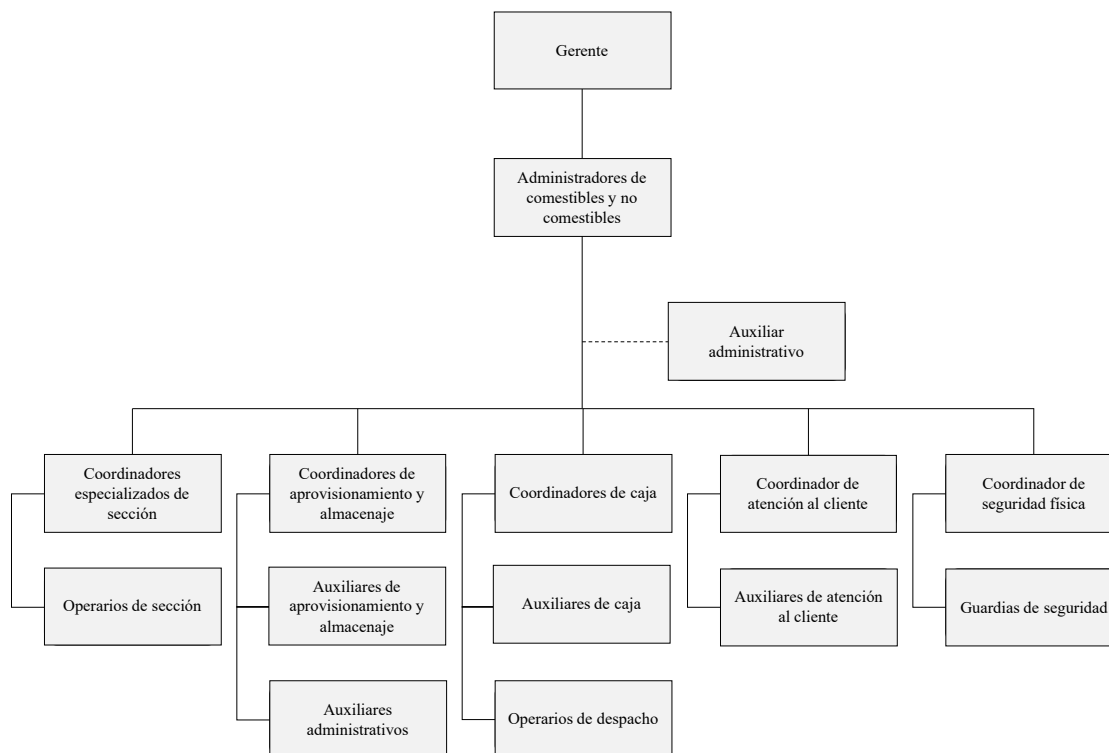 Gerente
Administradores de
comestibles y no
comestibles
Auxiliar
administrativo
Coordinadores
especializados de
sección
Coordinadores de
aprovisionamiento y
almacenaje
Coordinadores de caja
Coordinador de
atención al cliente
Coordinador de
seguridad física
Operarios de sección
Auxiliares de
aprovisionamiento y
almacenaje
Auxiliares de caja
Auxiliares de atención
al cliente
Guardias de seguridad
Auxiliares
administrativos
Operarios de despacho